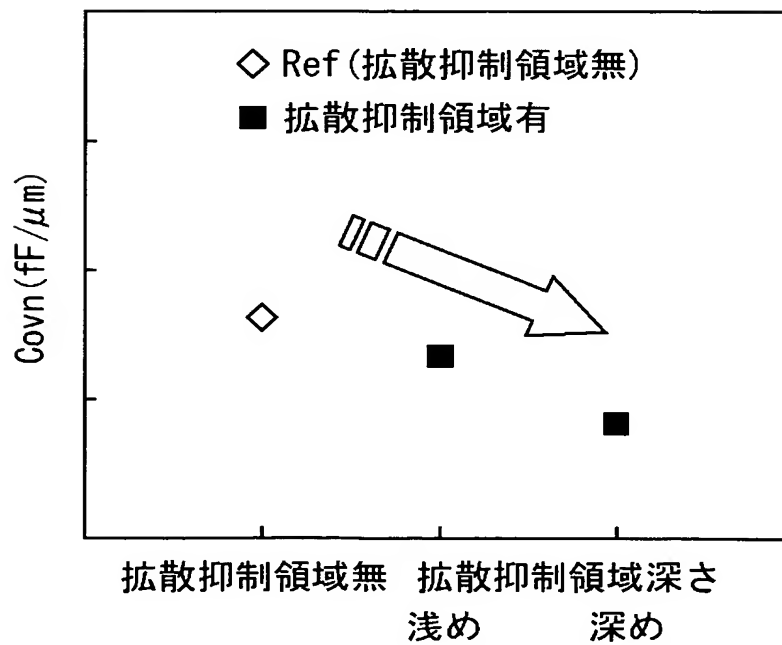 ◇ Ref(拡散抑制領域無)
■ 拡散抑制領域有
Covn(fF/μm)
拡散抑制領域無 拡散抑制領域深さ
浅め 深め